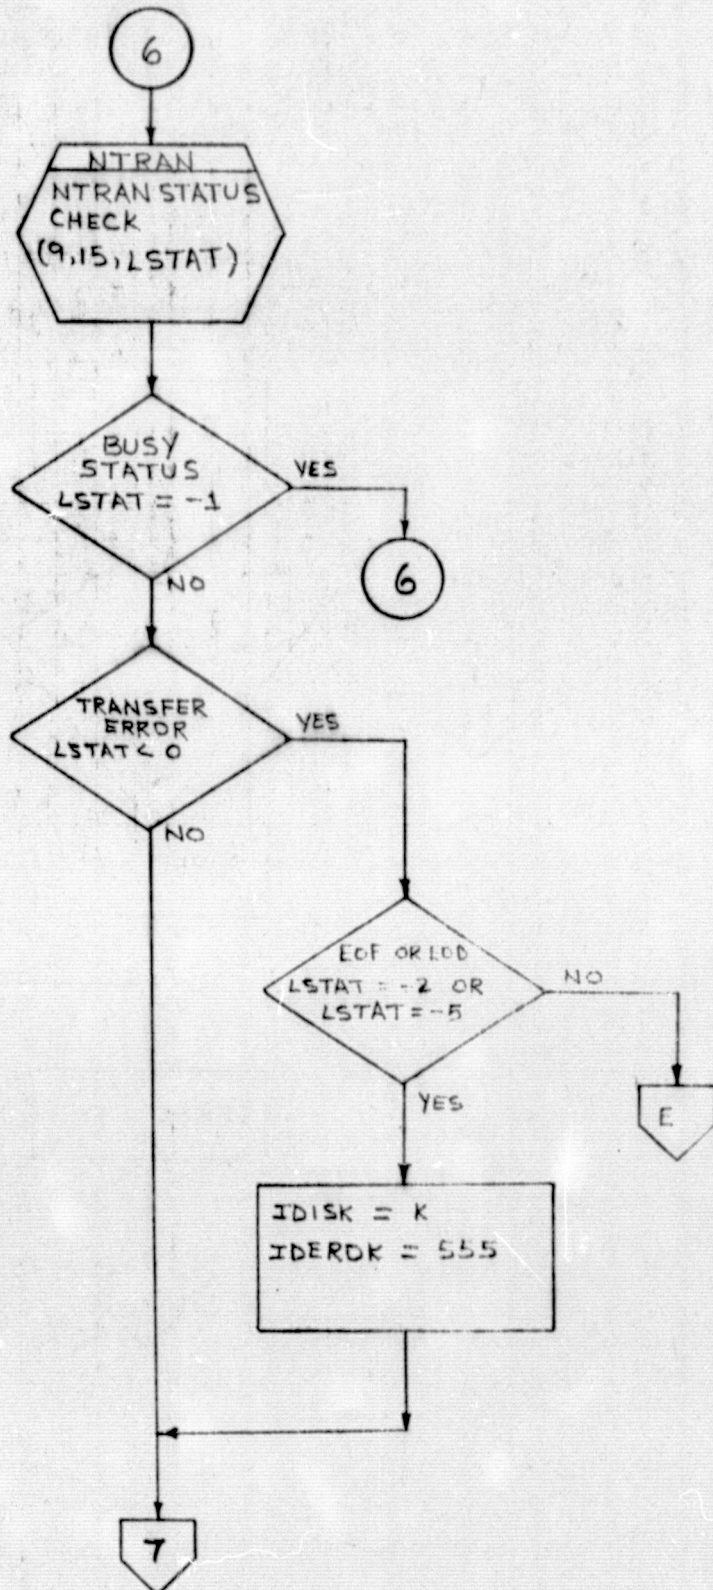 6
NTRAN
NTRAN STATUS
CHECK
(9,15,LSTAT)
BUSY
STATUS
LSTAT = -1
YES
6
NO
TRANSFER
ERROR
LSTAT < 0
YES
NO
EOF OR EOD
LSTAT = -2 OR
LSTAT = -5
NO
E
YES
IDISK = K
IDERDK = 555
7